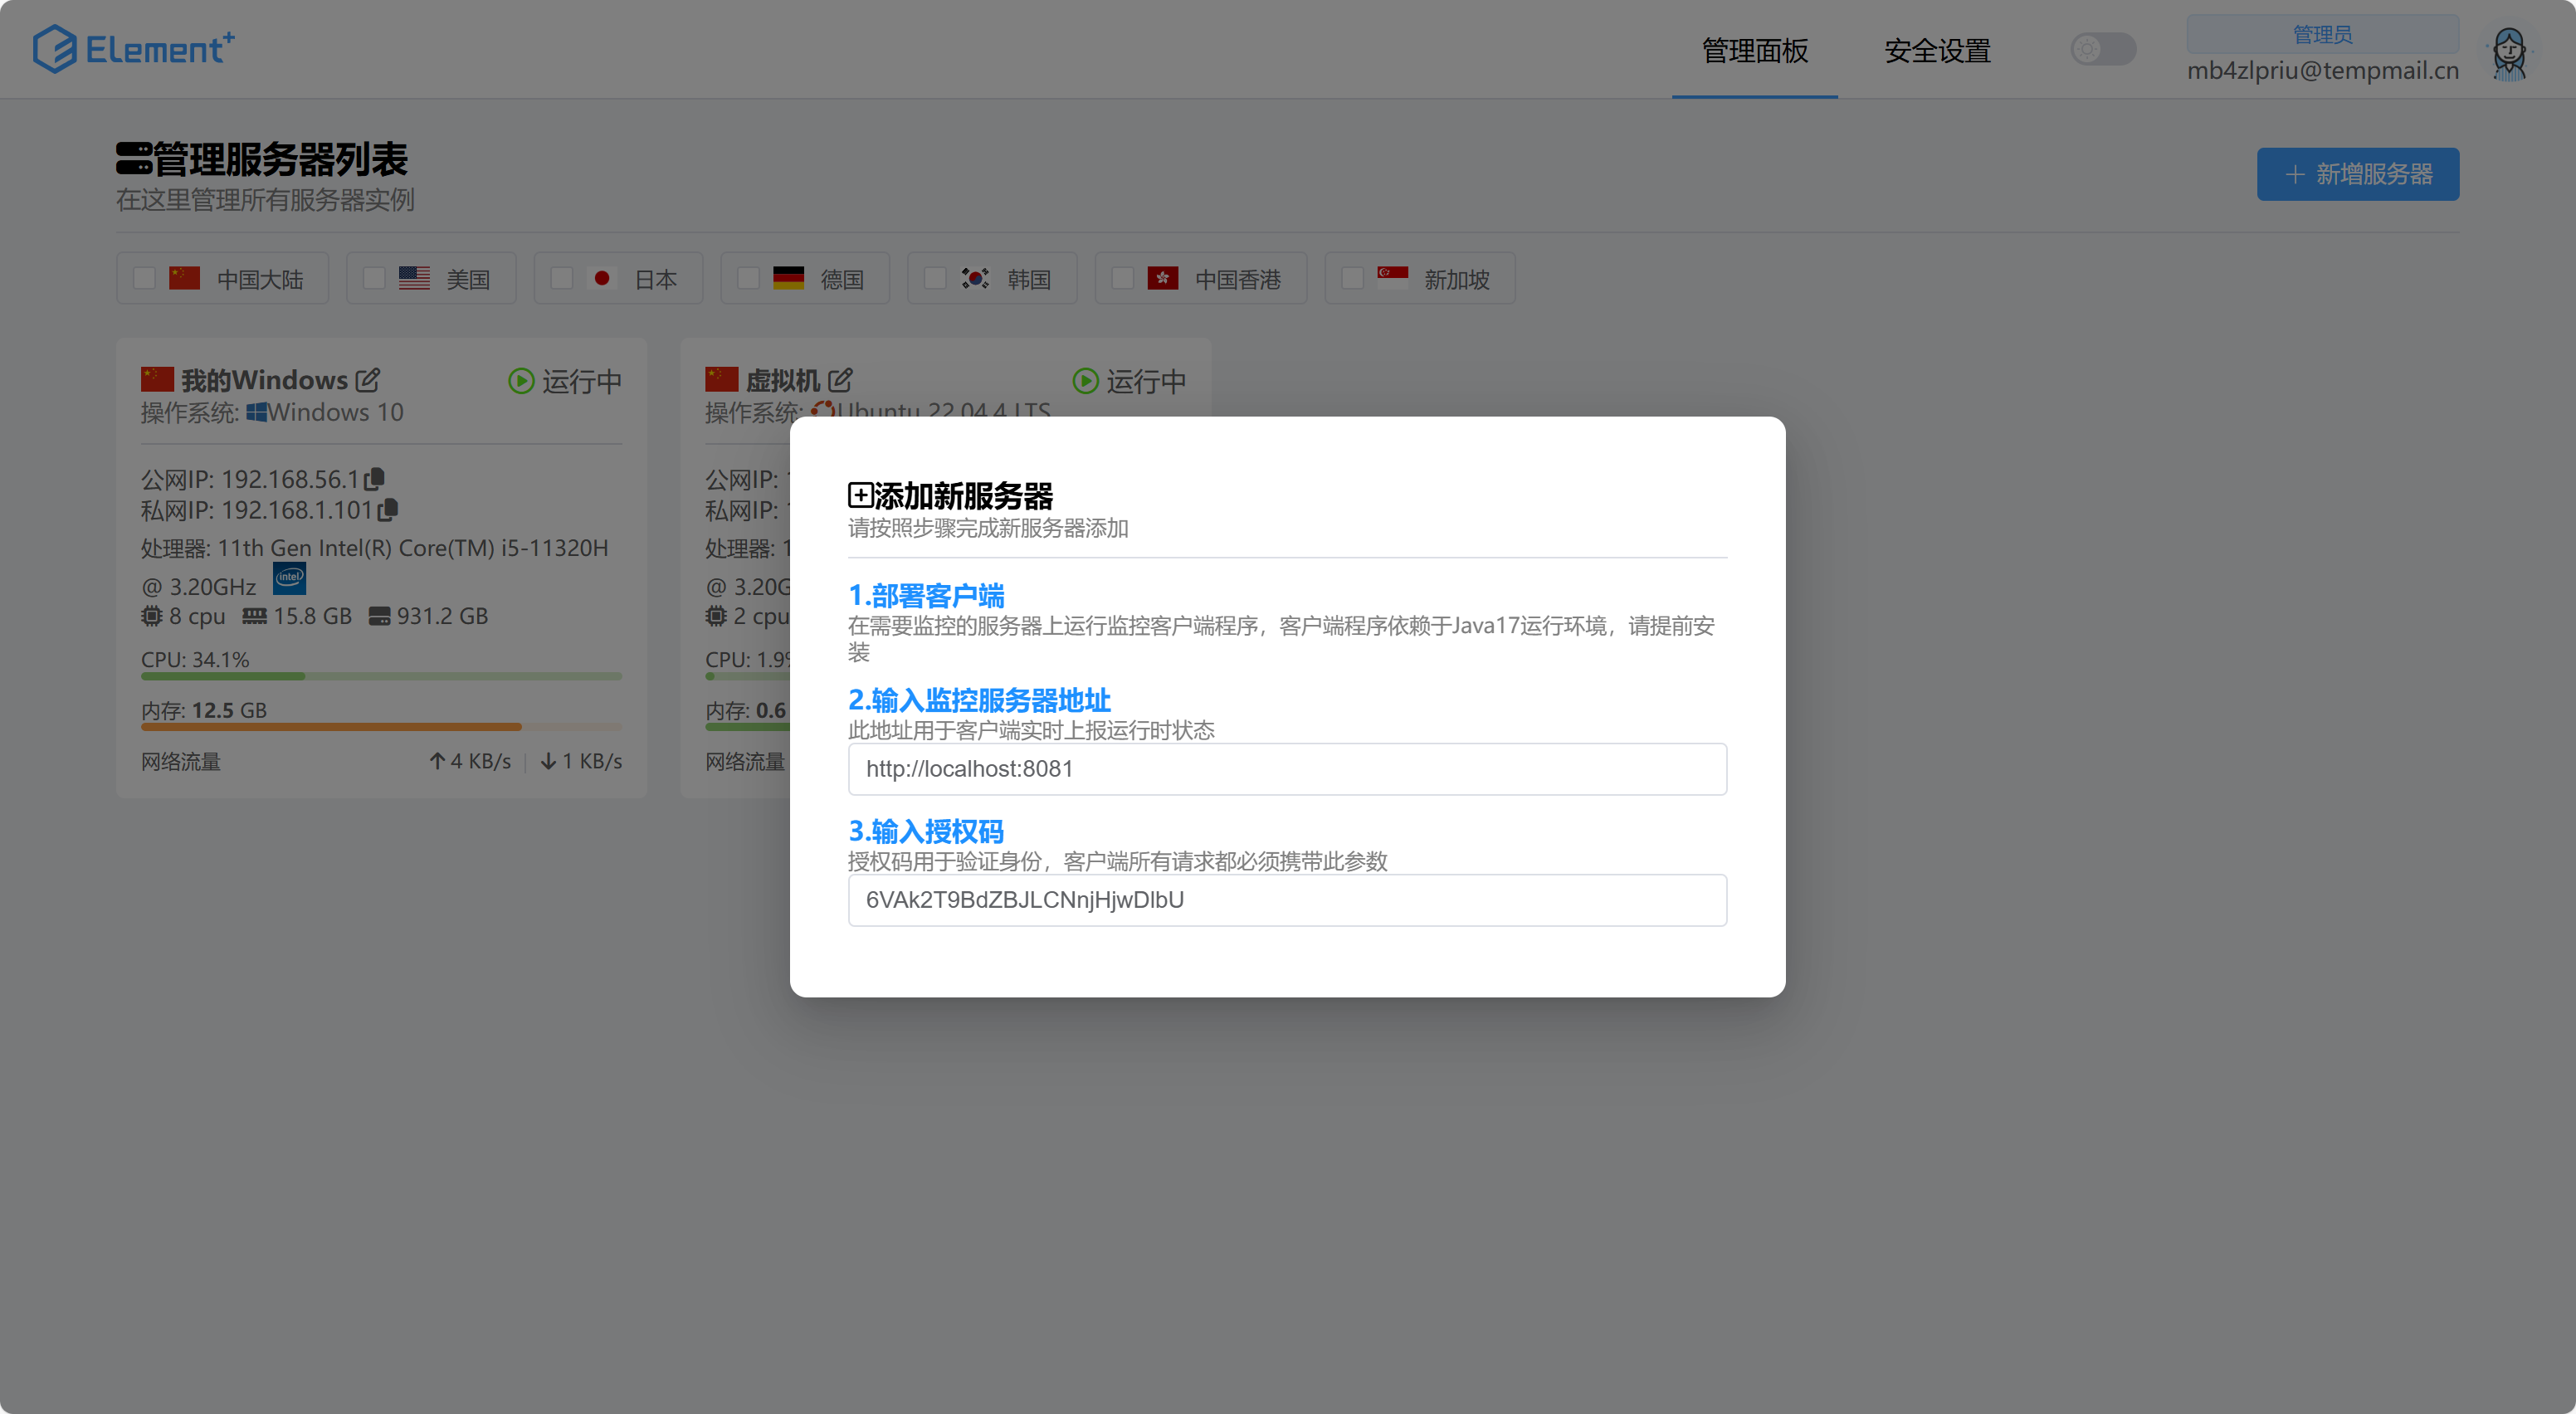 Element+
管理面板
安全设置
管理员
mb4zlpriu@tempmail.cn
管理服务器列表
在这里管理所有服务器实例
新增服务器
中国大陆
美国
日本
德国
韩国
中国香港
新加坡
我的Windows
运行中
操作系统: Windows 10
公网IP: 192.168.56.1
私网IP: 192.168.1.101
处理器: 11th Gen Intel(R) Core(TM) i5-11320H
@ 3.20GHz intel
8 cpu 15.8 GB 931.2 GB
CPU: 34.1%
内存: 12.5 GB
网络流量 4 KB/s 1 KB/s
虚拟机
运行中
操作系统: Ubuntu 22.04.4 LTS
公网IP:
私网IP:
处理器: 1
@ 3.20G
2 cpu
CPU: 1.9%
内存: 0.6
网络流量
添加新服务器
请按照步骤完成新服务器添加
1.部署客户端
在需要监控的服务器上运行监控客户端程序，客户端程序依赖于Java17运行环境，请提前安
装
2.输入监控服务器地址
此地址用于客户端实时上报运行时状态
http://localhost:8081
3.输入授权码
授权码用于验证身份，客户端所有请求都必须携带此参数
6VAk2T9BdZBJLCNnjHjwDlbU